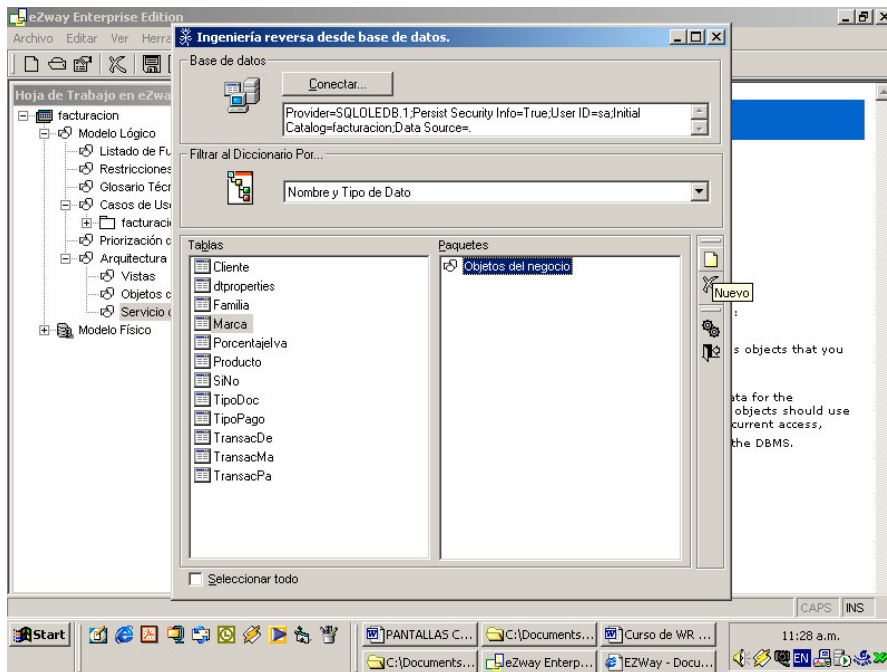 eZway Enterprise Edition
Archivo Editar Ver Herra
Ingeniería reversa desde base de datos.
Base de datos
Conectar...
Provider=SQLOLEDB.1;Persist Security Info=True;User ID=sa;Initial
Catalog=facturacion;Data Source=.
Filtrar al Diccionario Por...
Nombre y Tipo de Dato
Hoja de Trabajo en eZwa
facturacion
Modelo Lógico
Listado de Fu
Restricciones
Glosario Técr
Casos de Us
facturaci
Priorización c
Arquitectura
Vistas
Objetos c
Servicio
Modelo Físico
Tablas
Cliente
dtproperties
Familia
Marca
PorcentajeIva
Producto
SiNo
TipoDoc
TipoPago
TransacDe
TransacMa
TransacPa
Paquetes
Objetos del negocio
Nuevo
:
s objects that you
ata for the
objects should use
current access,
the DBMS.
Seleccionar todo
CAPS INS
Start
PANTALLAS C...
C:\Documents...
Curso de WR ...
11:28 a.m.
C:\Documents...
eZway Enterp...
EZWay - Docu...
EN